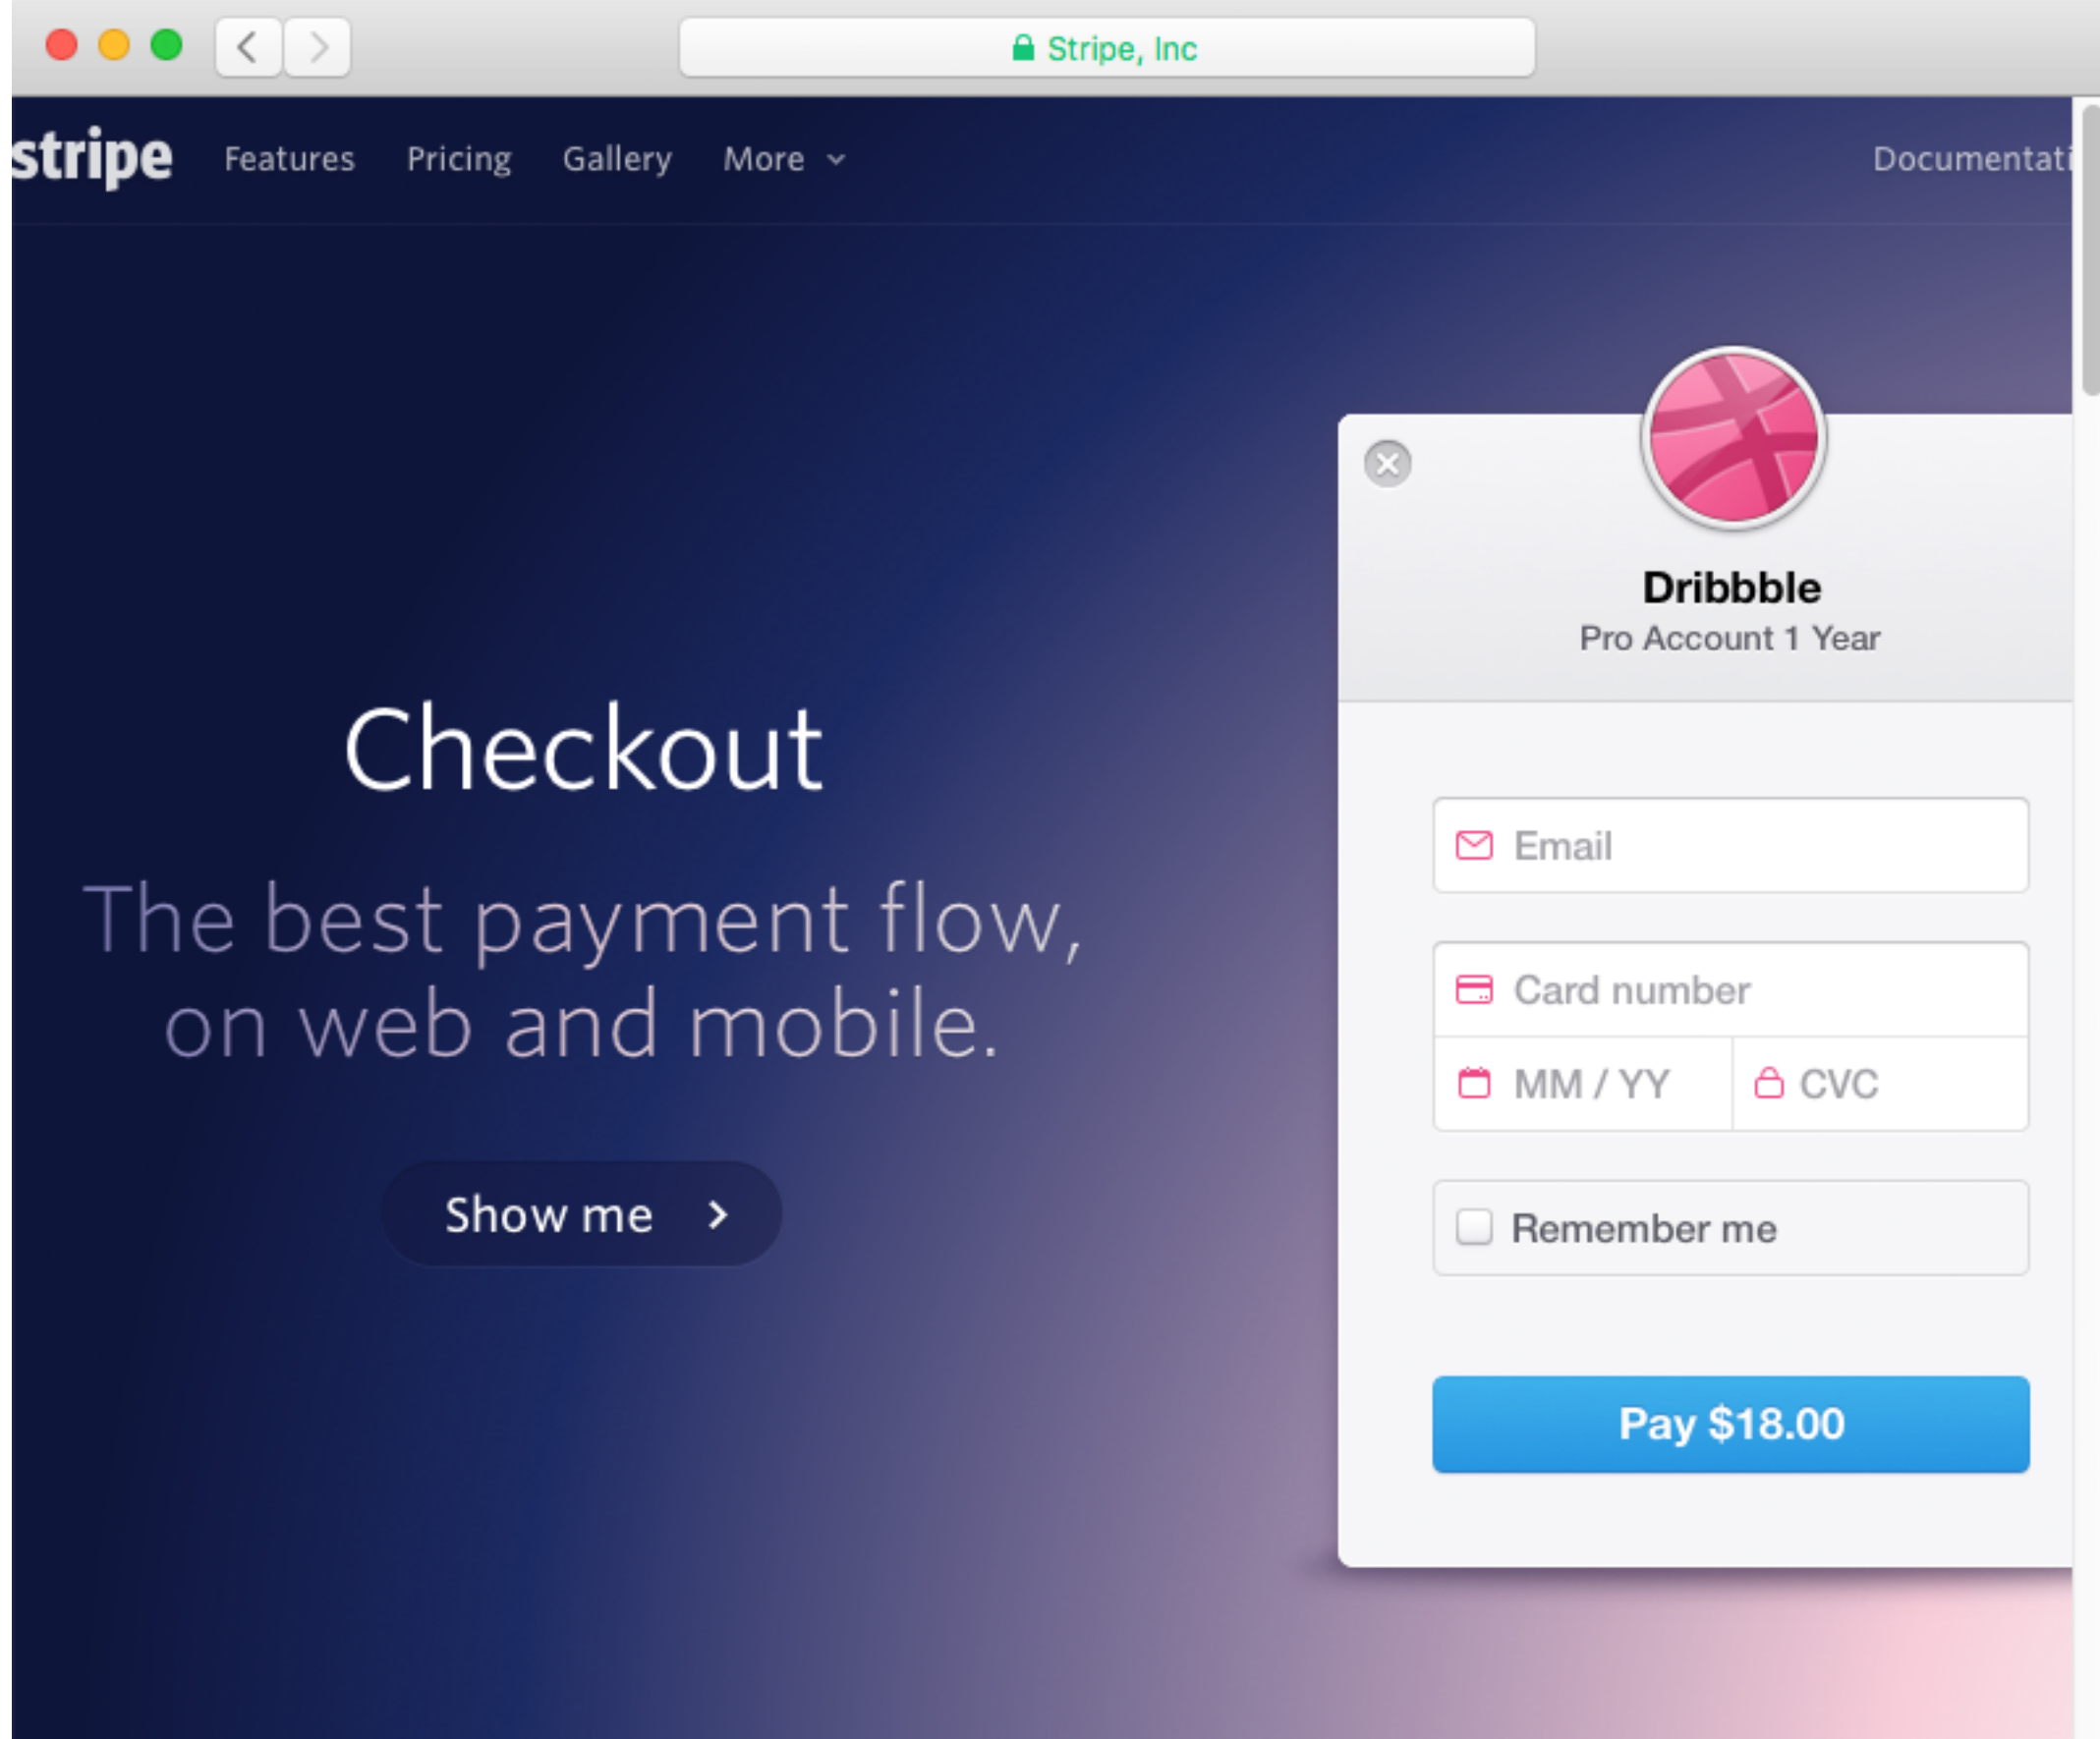 Stripe, Inc
stripe Features Pricing Gallery More Documentati
Dribbble
Pro Account 1 Year
Checkout
The best payment flow,
on web and mobile.
Show me
Email
Card number
MM / YY CVC
Remember me
Pay $18.00